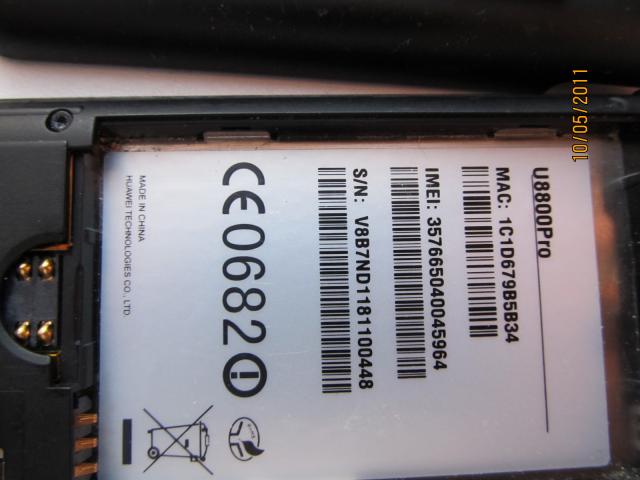 U8800Pro
MAC: 1C1D679B5B34
IMEI: 357665040045964
S/N: V8B7ND1181100448
CE0682
MADE IN CHINA
HUAWEI TECHNOLOGIES CO., LTD.
10/05/2011